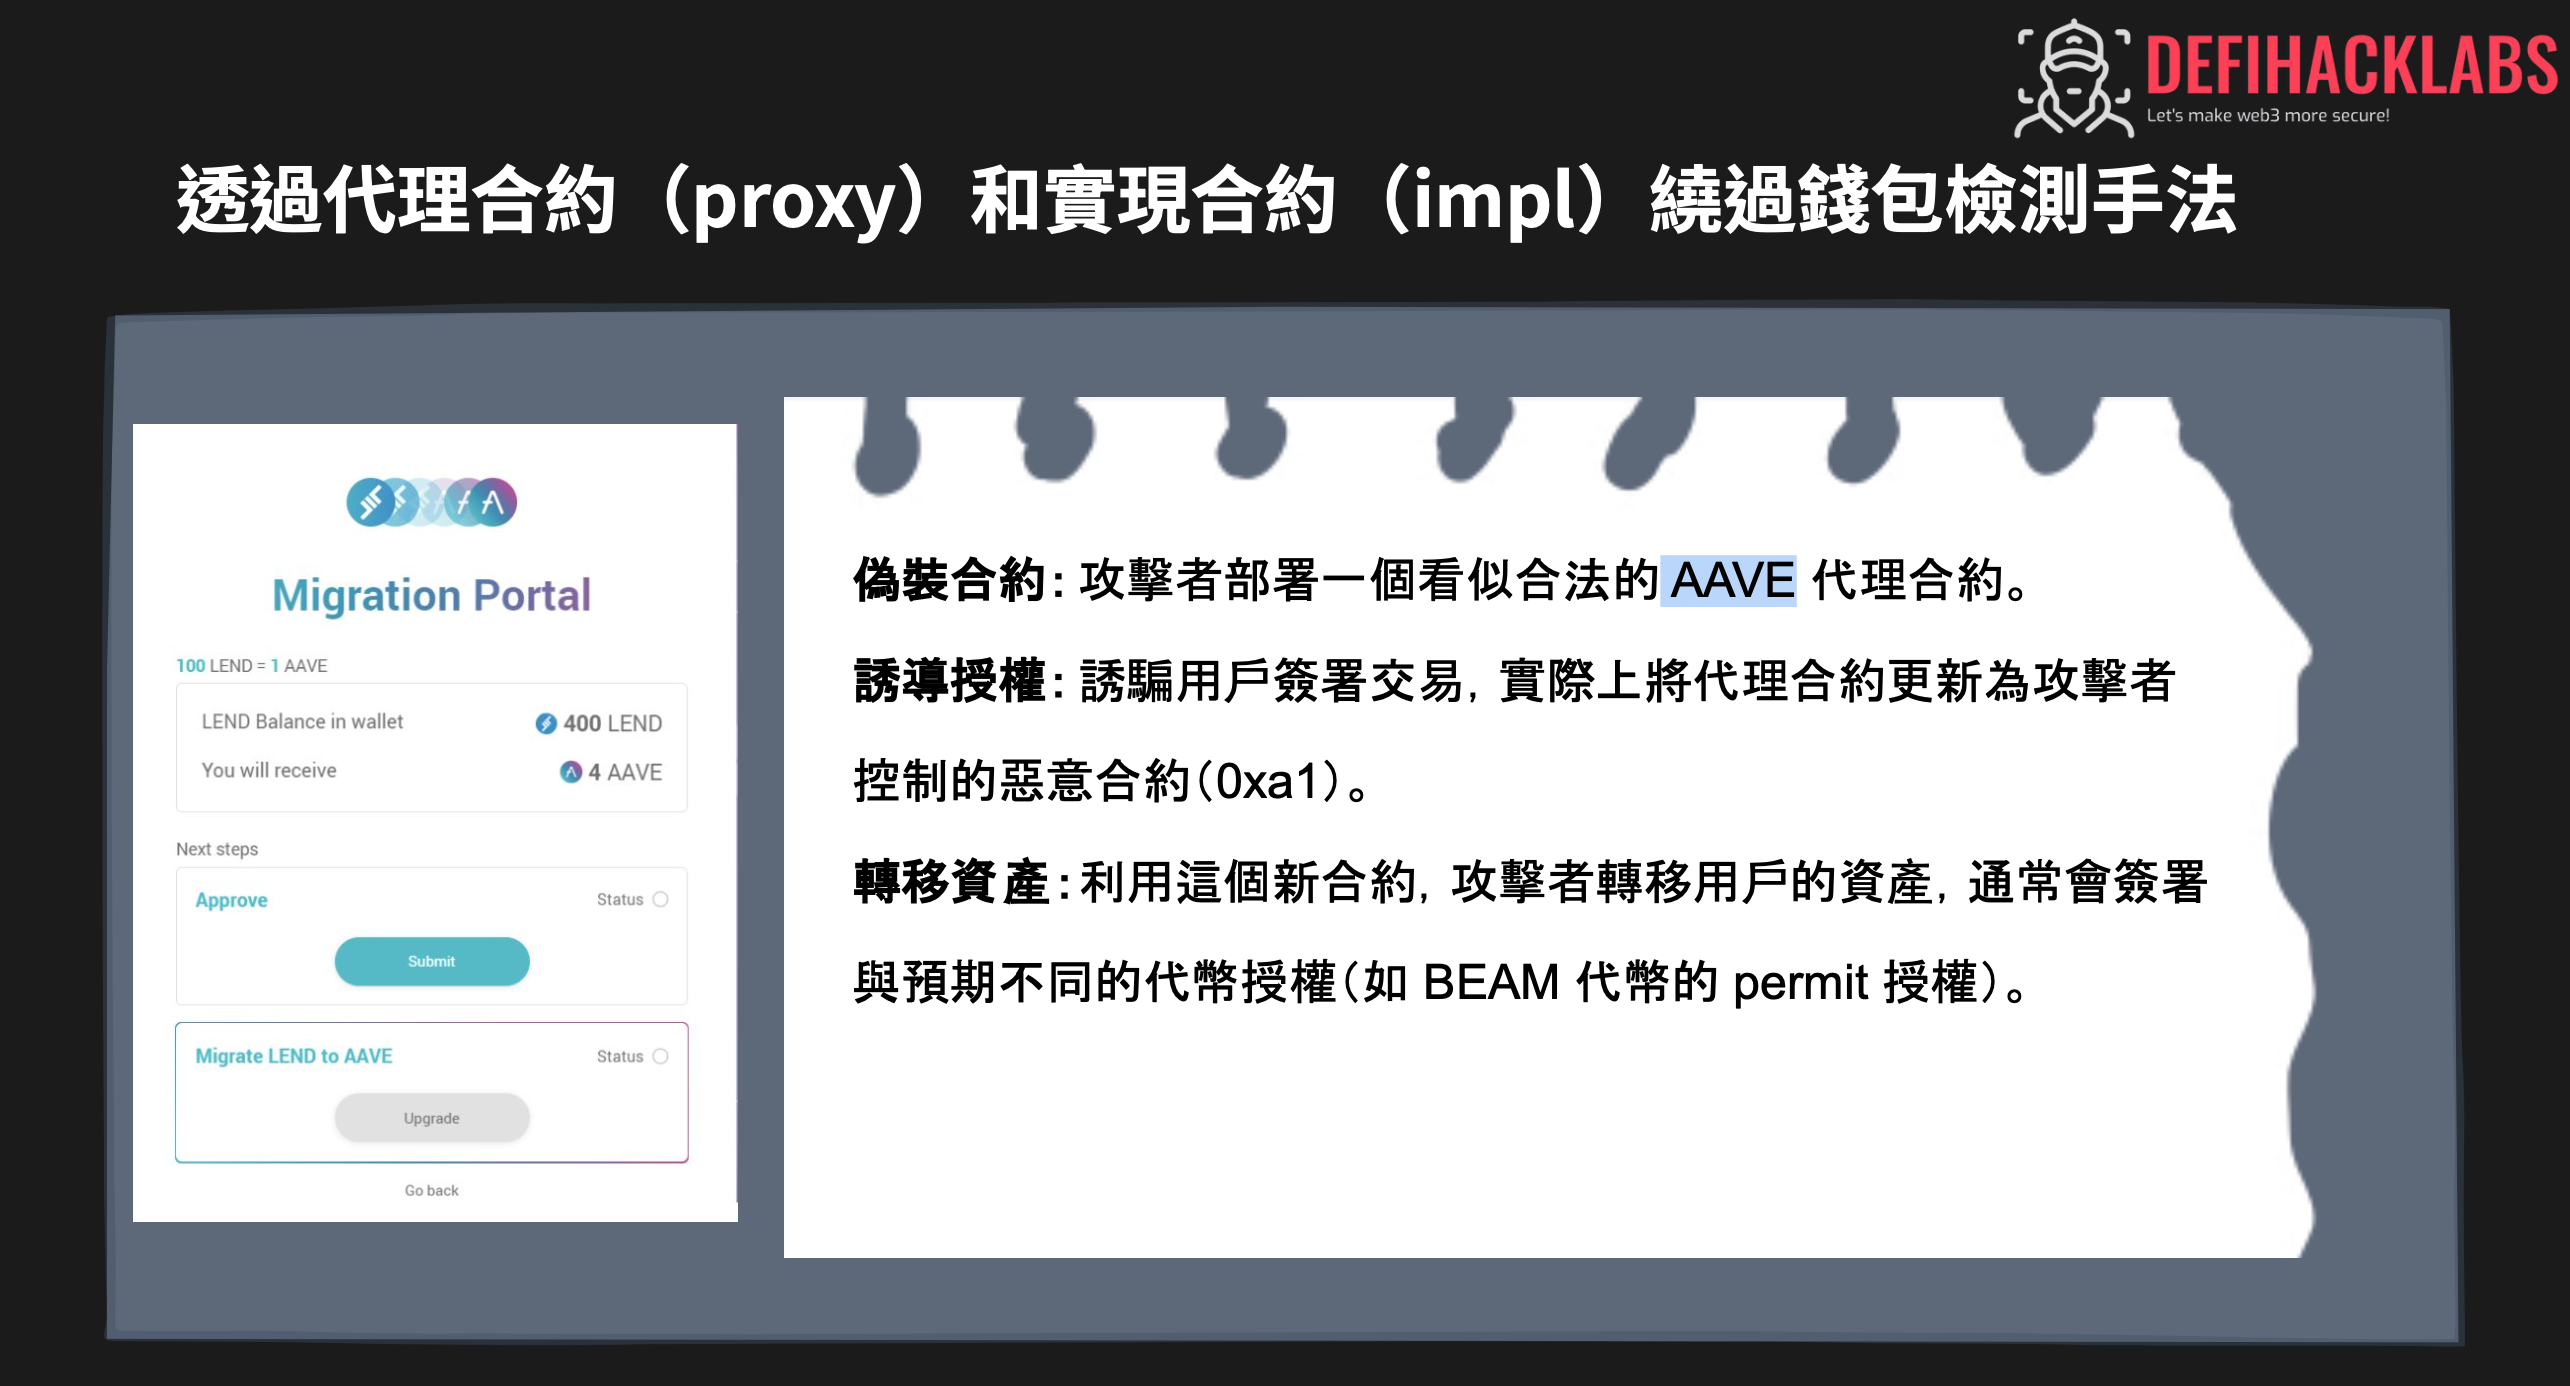 DEFIHACKLABS
Let's make web3 more secure!
透過代理合約（proxy）和實現合約（impl）繞過錢包檢測手法
Migration Portal
100 LEND = 1 AAVE
LEND Balance in wallet 400 LEND
You will receive 4 AAVE
Next steps
Approve Status
Submit
Migrate LEND to AAVE Status
Upgrade
Go back
偽裝合約：攻擊者部署一個看似合法的 AAVE 代理合約。
誘導授權：誘騙用戶簽署交易，實際上將代理合約更新為攻擊者
控制的惡意合約（0xa1）。
轉移資產：利用這個新合約，攻擊者轉移用戶的資產，通常會簽署
與預期不同的代幣授權（如 BEAM 代幣的 permit 授權）。